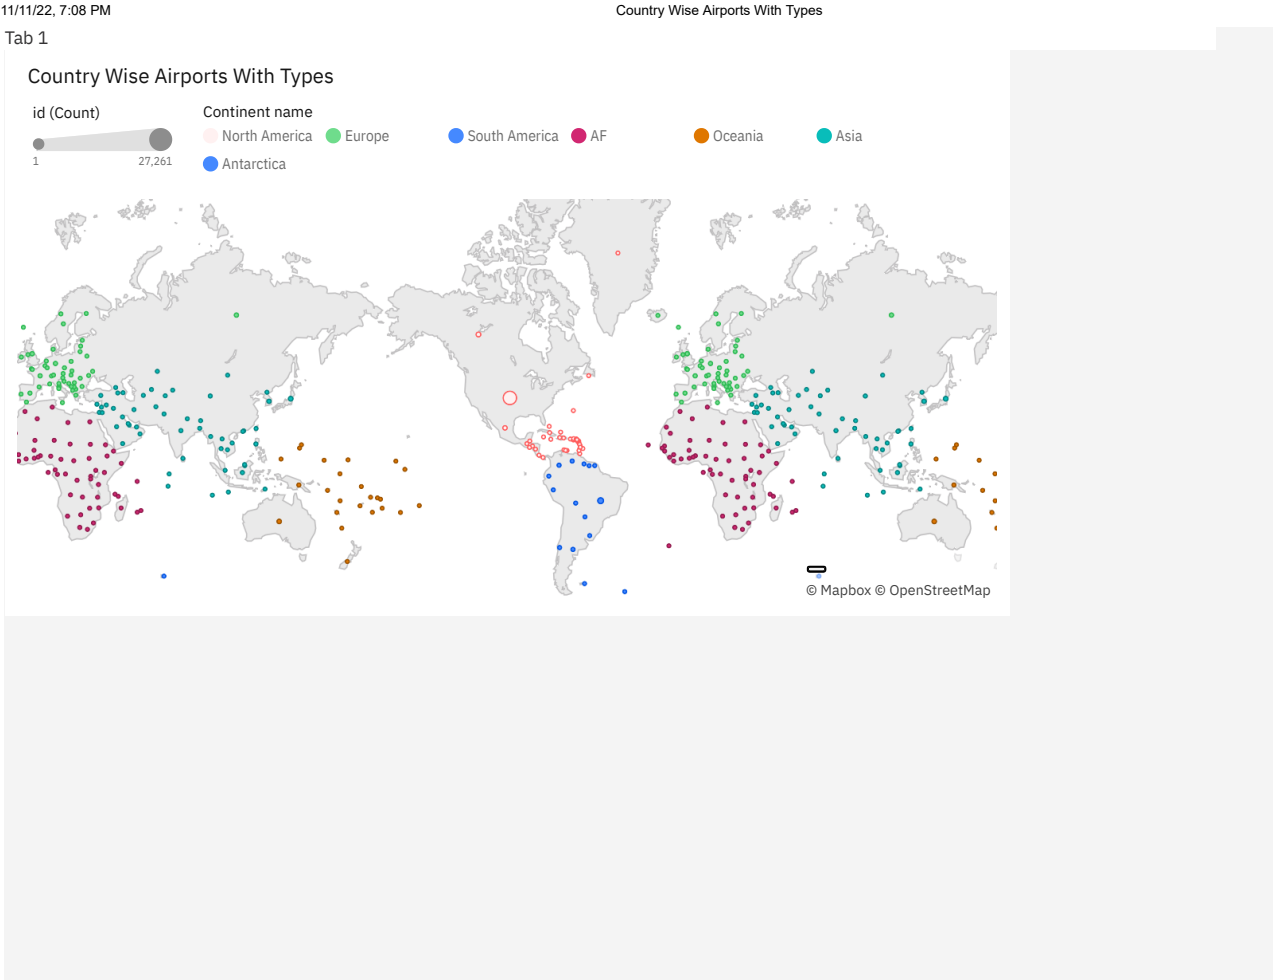 11/11/22, 7:08 PM Country Wise Airports With Types
Tab 1
Country Wise Airports With Types
id (Count) Continent name
North America Europe South America AF Oceania Asia
1 27,261
Antarctica
© Mapbox © OpenStreetMap